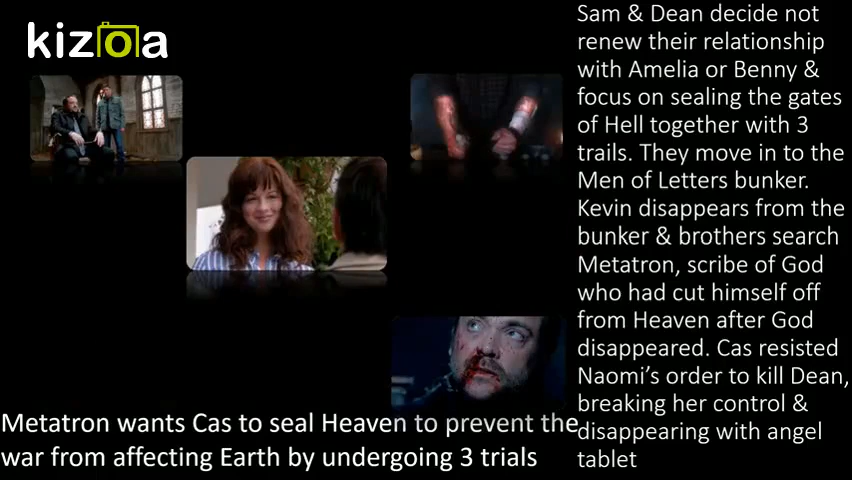 kizoa
Sam & Dean decide not
renew their relationship
with Amelia or Benny &
focus on sealing the gates
of Hell together with 3
trails. They move in to the
Men of Letters bunker.
Kevin disappears from the
bunker & brothers search
Metatron, scribe of God
who had cut himself off
from Heaven after God
disappeared. Cas resisted
Naomi's order to kill Dean,
breaking her control &
disappearing with angel
tablet
Metatron wants Cas to seal Heaven to prevent the
war from affecting Earth by undergoing 3 trials